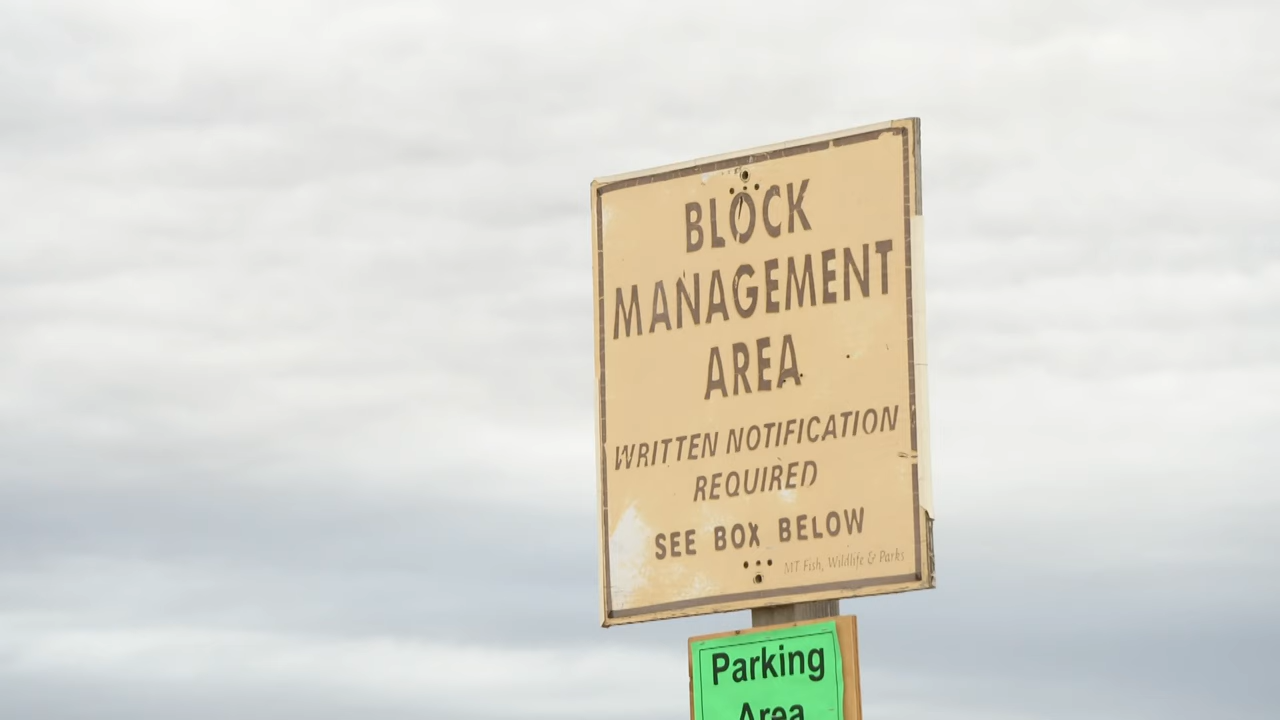 BLOCK
MANAGEMENT
AREA
WRITTEN NOTIFICATION
REQUIRED
SEE BOX BELOW
MT Fish, Wildlife & Parks
Parking
Area